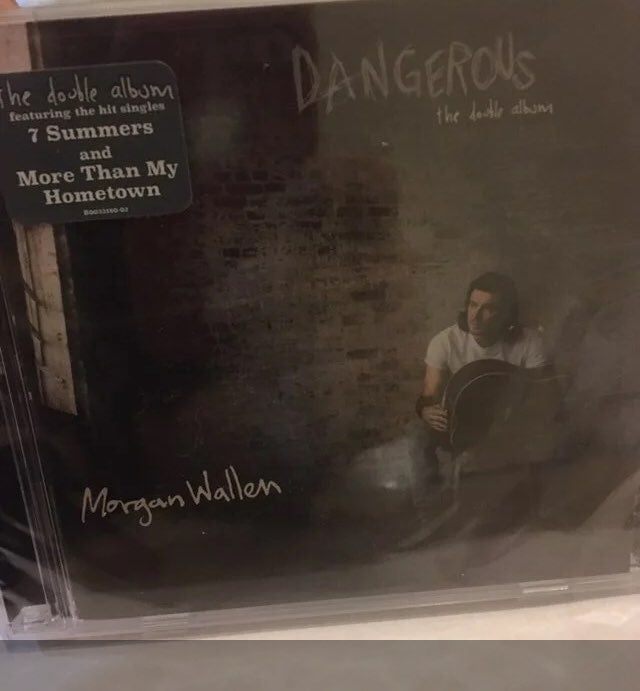 The double album
featuring the hit singles
7 Summers
and
More Than My
Hometown
DANGEROUS
the double album
Morgan Wallen